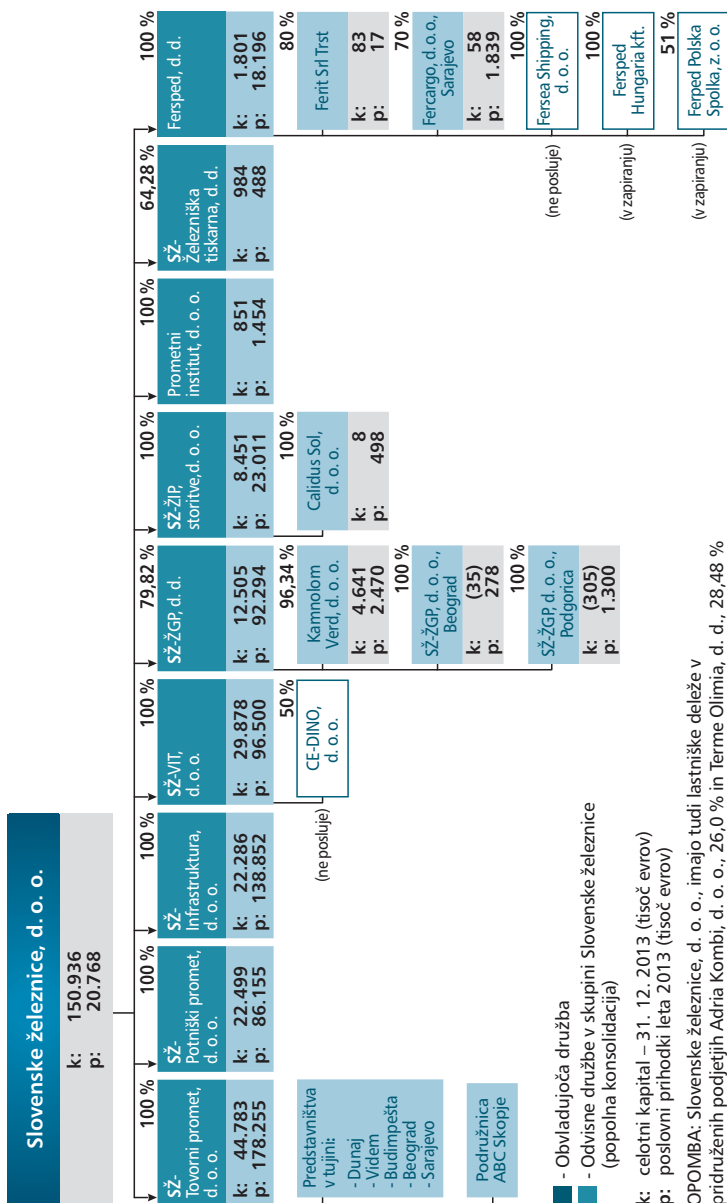 Slovenske železnice, d. o. o.
k: 150.936
p: 20.768
100 %
SŽ-
Tovorni promet,
d. o. o.
k: 44.783
p: 178.255
Predstavništva
v tujini:
- Dunaj
- Videm
- Budimpešta
- Beograd
- Sarajevo
Podružnica
ABC Skopje
100 %
SŽ-
Potniški promet,
d. o. o.
k: 22.499
p: 86.155
100 %
SŽ-
Infrastruktura,
d. o. o.
k: 22.286
p: 138.852
100 %
SŽ-VIT,
d. o. o.
k: 29.878
p: 96.500
50 %
CE-DINO,
d. o. o.
(ne posluje)
79,82 %
SŽ-ŽGP, d. d.
k: 12.505
p: 92.294
96,34 %
Kamnolom
Verd, d. o. o.
k: 4.641
p: 2.470
100 %
SŽ-ŽGP, d. o. o.,
Beograd
k: (35)
p: 278
100 %
SŽ-ŽGP, d. o. o.,
Podgorica
k: (305)
p: 1.300
100 %
SŽ-ŽIP,
storitve,d. o. o.
k: 8.451
p: 23.011
100 %
Calidus Sol,
d. o. o.
k: 8
p: 498
100 %
Prometni
institut, d. o. o.
k: 851
p: 1.454
64,28 %
SŽ-
Železniška
tiskarna, d. d.
k: 984
p: 488
100 %
Fersped, d. d.
k: 1.801
p: 18.196
80 %
Ferit Srl Trst
k: 83
p: 17
70 %
Fercargo, d. o. o.,
Sarajevo
k: 58
p: 1.839
100 %
Fersea Shipping,
d. o. o.
(ne posluje)
100 %
Fersped
Hungaria kft.
(v zapiranju)
51 %
Ferped Polska
Spolka, z. o. o.
(v zapiranju)
- Obvladujoča družba
- Odvisne družbe v skupini Slovenske železnice
(popolna konsolidacija)
k: celotni kapital – 31. 12. 2013 (tisoč evrov)
p: poslovni prihodki leta 2013 (tisoč evrov)
OPOMBA: Slovenske železnice, d. o. o., imajo tudi lastniške deleže v
pridruženih podjetjih Adria Kombi, d. o. o., 26,0 % in Terme Olimia, d. d., 28,48 %